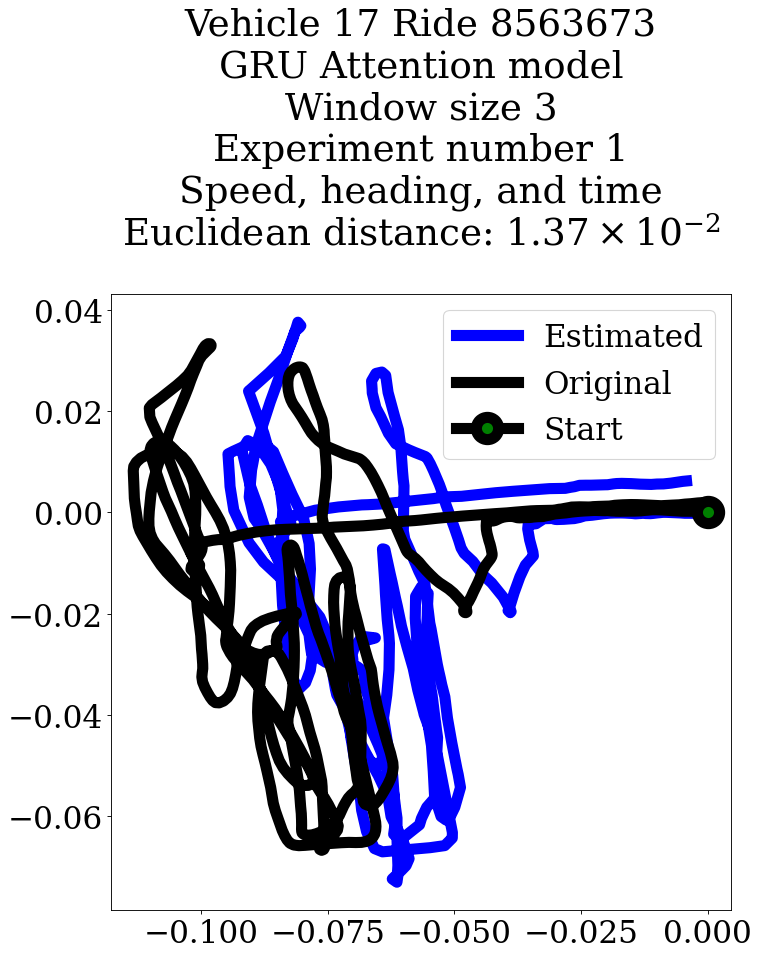 Vehicle 17 Ride 8563673
GRU Attention model
Window size 3
Experiment number 1
Speed, heading, and time
Euclidean distance: 1.37 × 10⁻²
Estimated
Original
Start
0.04
0.02
0.00
−0.02
−0.04
−0.06
−0.100 −0.075 −0.050 −0.025 0.000